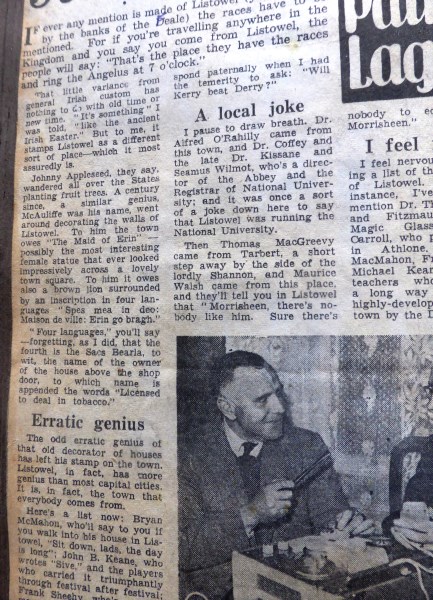 IF ever any mention is made of Listowel
by the banks of the Feale) the races have to
mentioned. For if you're travelling anywhere in the
Kingdom and you say you come from Listowel, the
people will say: "That's the place they have the races
and ring the Angelus at 7 o'clock."
"That little variance from
general Irish custom has
nothing to do with old time or
new time. "It's something" I
was told, "like the ancient
Irish Easter." But to me, it
stamps Listowel as a different
sort of place—which it most
assuredly is.
Johnny Appleseed, they say,
wandered all over the States
planting fruit trees. A century
since, a similar genius,
McAuliffe was his name, went
around decorating the walls of
Listowel. To him the town
owes "The Maid of Erin"—
possibly the most interesting
female statue that ever looked
impressively across a lovely
town square. To him it owes
also a brown lion surrounded
by an inscription in four lan-
guages "Spes mea in deo:
Maison de ville: Erin go bragh."
"Four languages," you'll say
—forgetting, as I did, that the
fourth is the Sacs Bearla, to
wit, the name of the owner
of the house above the shop
door, to which name is
appended the words "Licensed
to deal in tobacco."
Erratic genius
The odd erratic genius of
that old decorator of houses
has left his stamp on the town.
Listowel, in fact, has more
genius than most capital cities.
It is, in fact, the town that
everybody comes from.
Here's a list now: Bryan
McMahon, who'll say to you if
you walk into his house in Lis-
towel, "Sit down, lads, the day
is long"; John B. Keane, who
wrotes "Sive," and the players
who carried it triumphantly
through festival after festival;
Frank Sheehy, who's
spond paternally when I had
the temerity to ask: "Will
Kerry beat Derry?"
A local joke
I pause to draw breath. Dr.
Alfred O'Rahilly came from
this town, and Dr. Coffey and
the late Dr. Kissane and
Seamus Wilmot, who's a direc-
tor of the Abbey and the
Registrar of National Univer-
sity; and it was once a sort
of a joke down here to say
that Listowel was running the
National University.
Then Thomas MacGreevy
came from Tarbert, a short
step away by the side of the
lordly Shannon, and Maurice
Walsh came from this place,
and they'll tell you in Listowel
that "Morrisheen, there's no-
body like him. Sure there's
nobody to
Morrisheen."
I feel
I feel nervou
ing a list of th
of Listowel.
instance, I've
mention Dr. Th
and Fitzmau
Magic Glass
Carroll, who
in Athlone.
MacMahon, Fr
Michael Kean
teachers who
a long way
highly-develop
town by the D